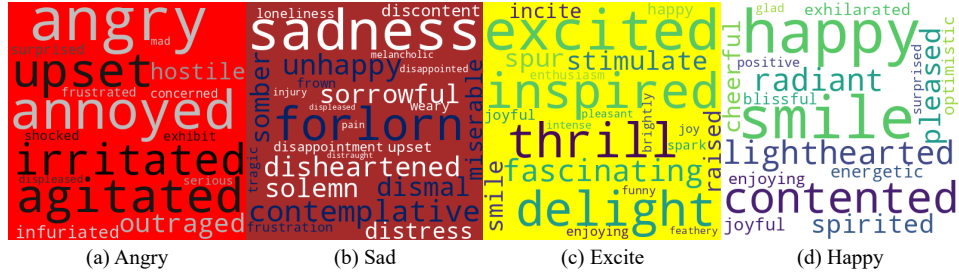 angry
mad
surprised
upset
hostile
frustrated
concerned
annoyed
shocked
exhibit
irritated
displeased
serious
agitated
outraged
infuriated
(a) Angry
loneliness
discontent
sadness
melancholic
unhappy
disappointed
frown
somber
injury
sorrowful
displeased
weary
forlorn
pain
miserable
disappointment
upset
distraught
tragic
disheartened
solemn
dismal
contemplative
frustration
distress
(b) Sad
incite
happy
excited
spur
stimulate
enthusiasm
inspired
joyful
pleasant
intense
brightly
thrill
joy
spark
raised
fascinating
funny
delight
smile
enjoying
feathery
(c) Excite
glad
exhilarated
happy
cheerful
positive
radiant
surprised
pleased
optimistic
blissful
smile
lighthearted
enjoying
energetic
contented
joyful
spirited
(d) Happy